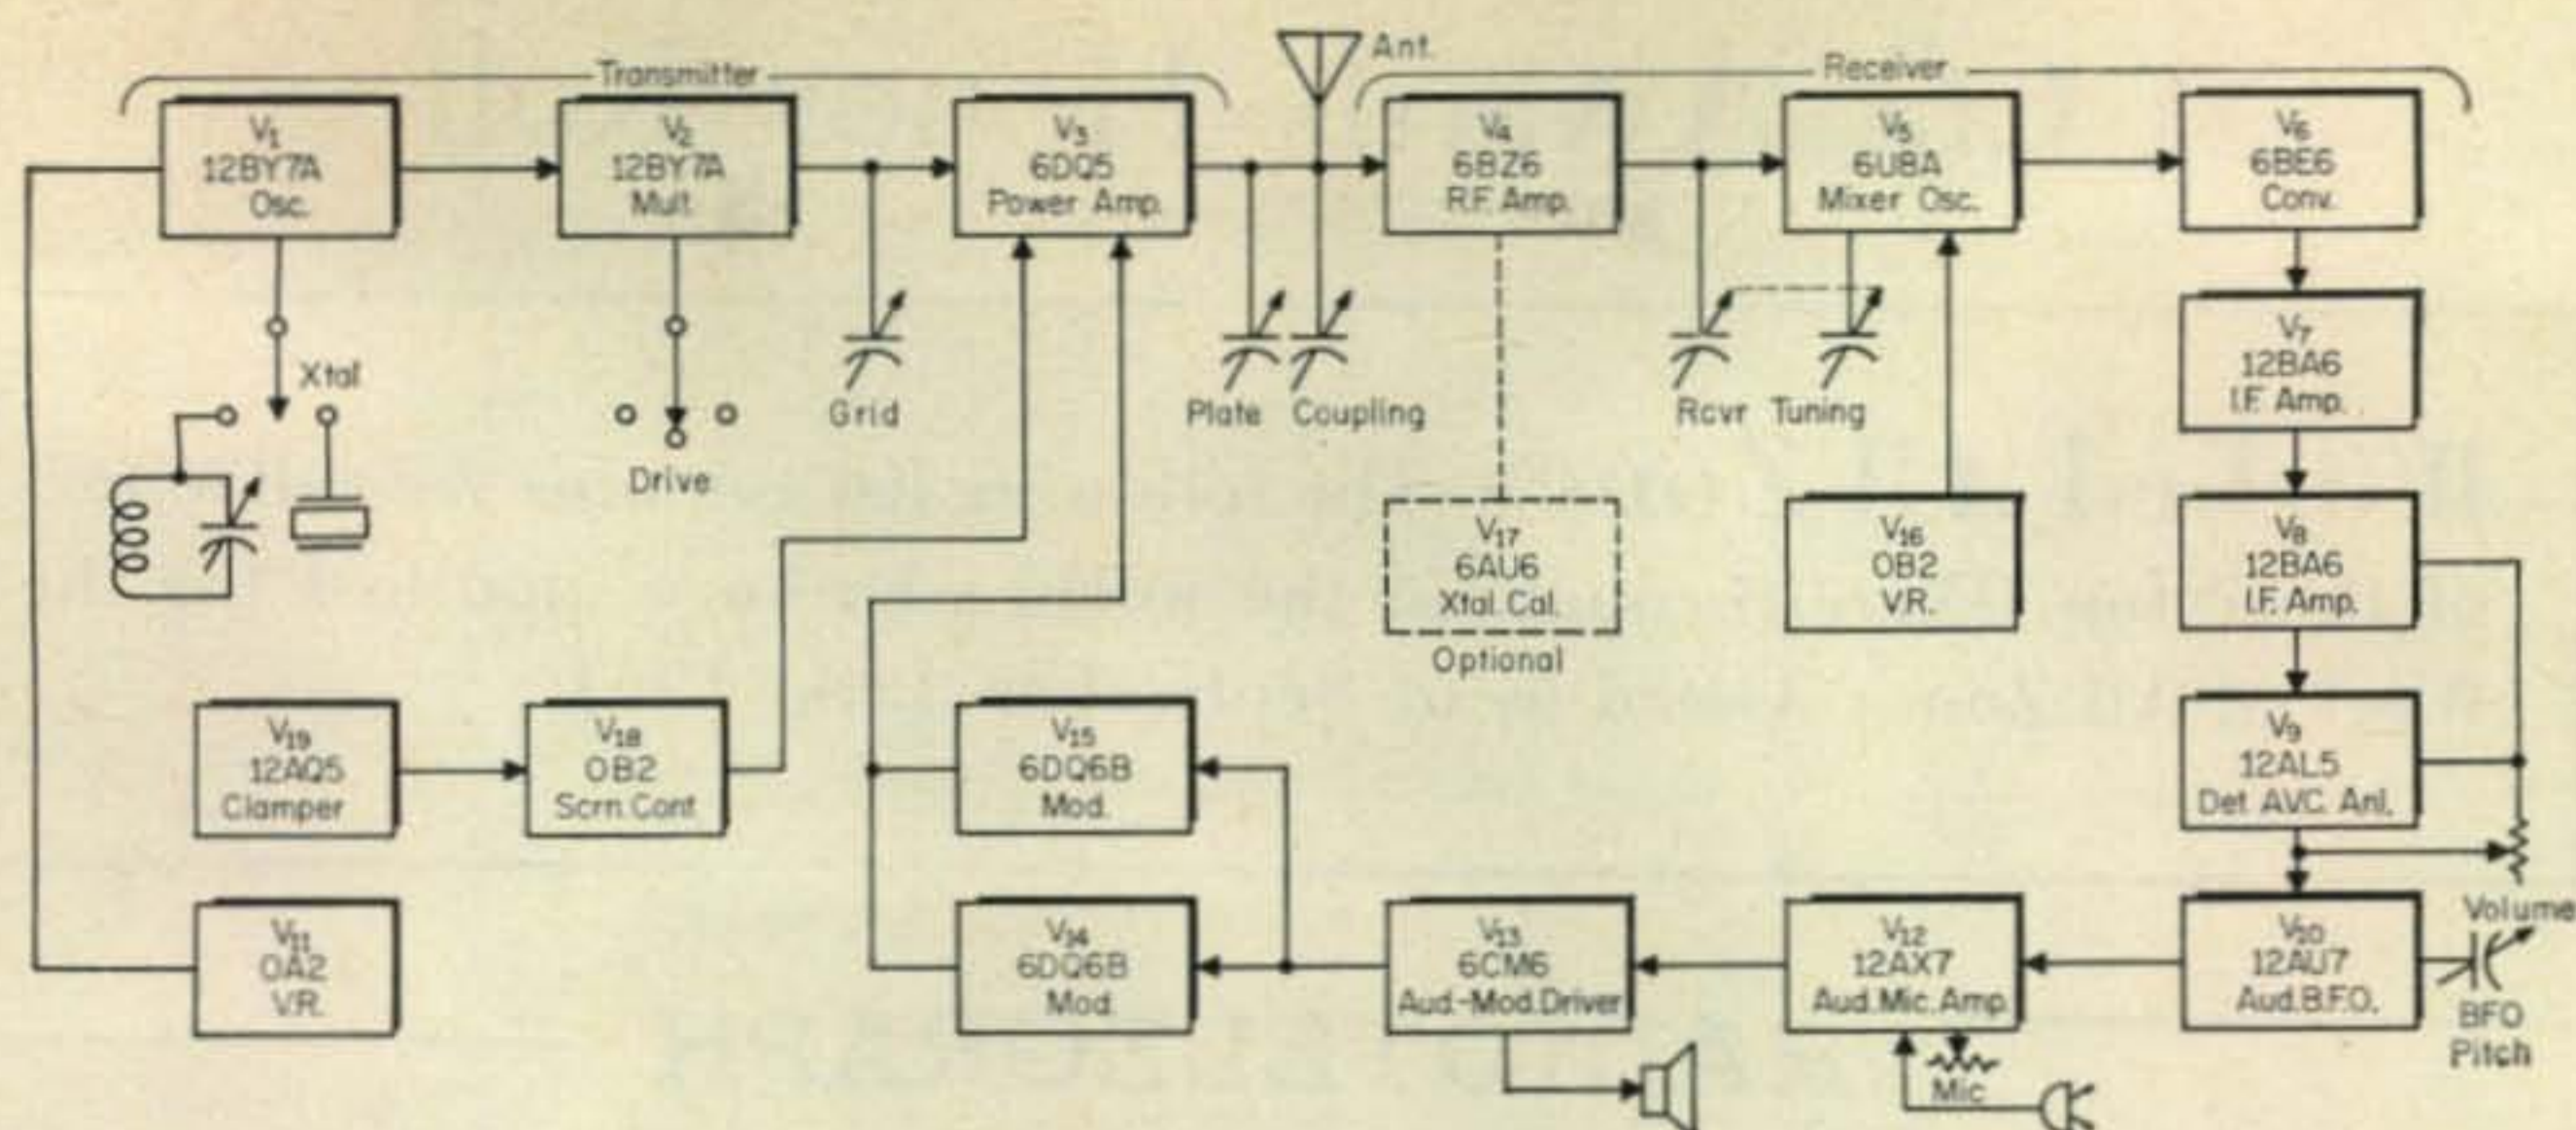 Transmitter
Ant.
Receiver
V1
12BY7A
Osc.
V2
12BY7A
Mult.
V3
6DQ5
Power Amp.
V4
6BZ6
R.F. Amp.
V5
6U8A
Mixer Osc.
V6
6BE6
Conv.
Xtal
Drive
Grid
Plate
Coupling
Rcvr Tuning
V7
12BA6
I.F. Amp.
V17
6AU6
Xtal Cal.
Optional
V16
OB2
V.R.
V8
12BA6
I.F. Amp.
V19
12AQ5
Clamper
V18
OB2
Scrn. Cont
V15
6DQ6B
Mod.
V9
12AL5
Det. AVC. Anl.
V11
OA2
V.R.
V14
6DQ6B
Mod.
V13
6CM6
Aud.-Mod. Driver
V12
12AX7
Aud. Mic. Amp.
V10
12AU7
Aud. B.F.O.
Volume
BFO
Pitch
Mic